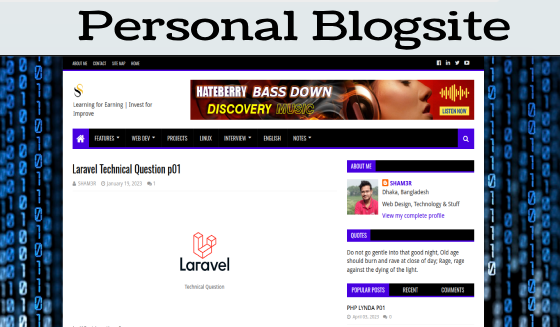 Personal Blogsite
ABOUT ME CONTACT SITE MAP HOME
Learning for Earning | Invest for
Improve
HATEBERRY BASS DOWN
DISCOVERY MUSIC
LISTEN NOW
FEATURES WEB DEV PROJECTS LINUX INTERVIEW ENGLISH NOTES
Laravel Technical Question p01
SHAM3R January 19, 2023 1
Laravel
Technical Question
ABOUT ME
SHAM3R
Dhaka, Bangladesh
Web Design, Technology & Stuff
View my complete profile
QUOTES
Do not go gentle into that good night, Old age
should burn and rave at close of day; Rage, rage
against the dying of the light.
POPULAR POSTS RECENT COMMENTS
PHP LYNDA P01
April 03, 2023 0